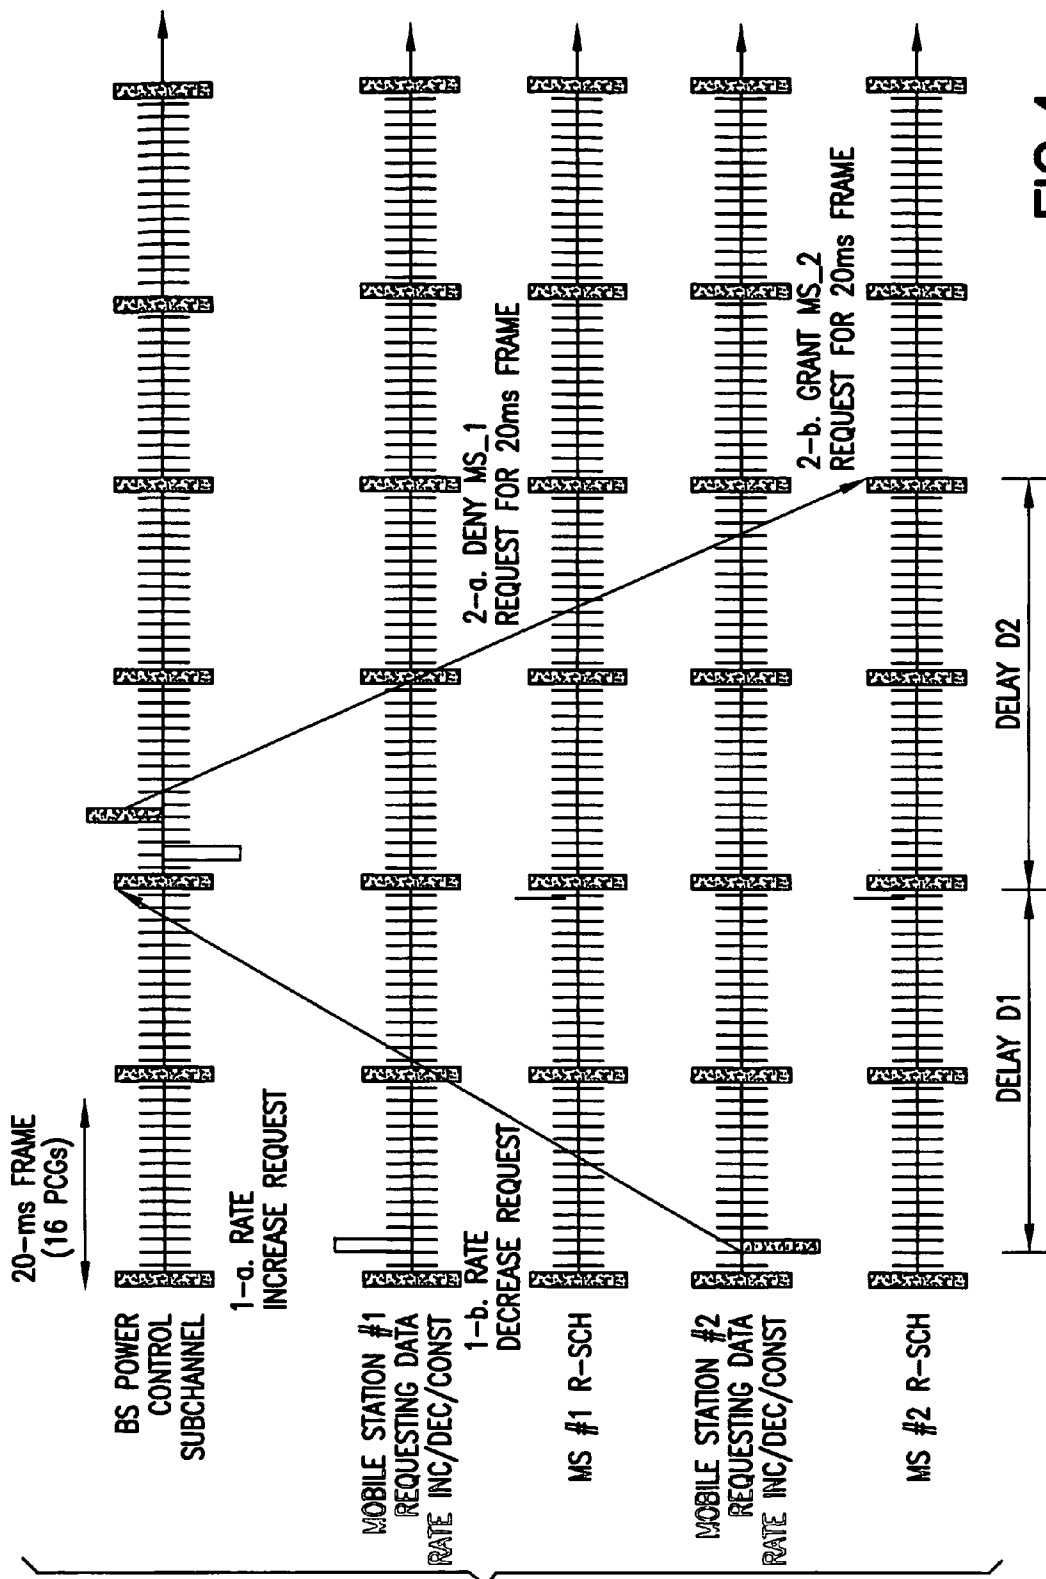 20-ms FRAME
(16 PCGs)
BS POWER
CONTROL
SUBCHANNEL
1-a. RATE
INCREASE REQUEST
MOBILE STATION #1
REQUESTING DATA
RATE INC/DEC/CONST
2-a. DENY MS_1
REQUEST FOR 20ms FRAME
1-b. RATE
DECREASE REQUEST
MS #1 R-SCH
MOBILE STATION #2
REQUESTING DATA
RATE INC/DEC/CONST
2-b. GRANT MS_2
REQUEST FOR 20ms FRAME
MS #2 R-SCH
DELAY D1
DELAY D2